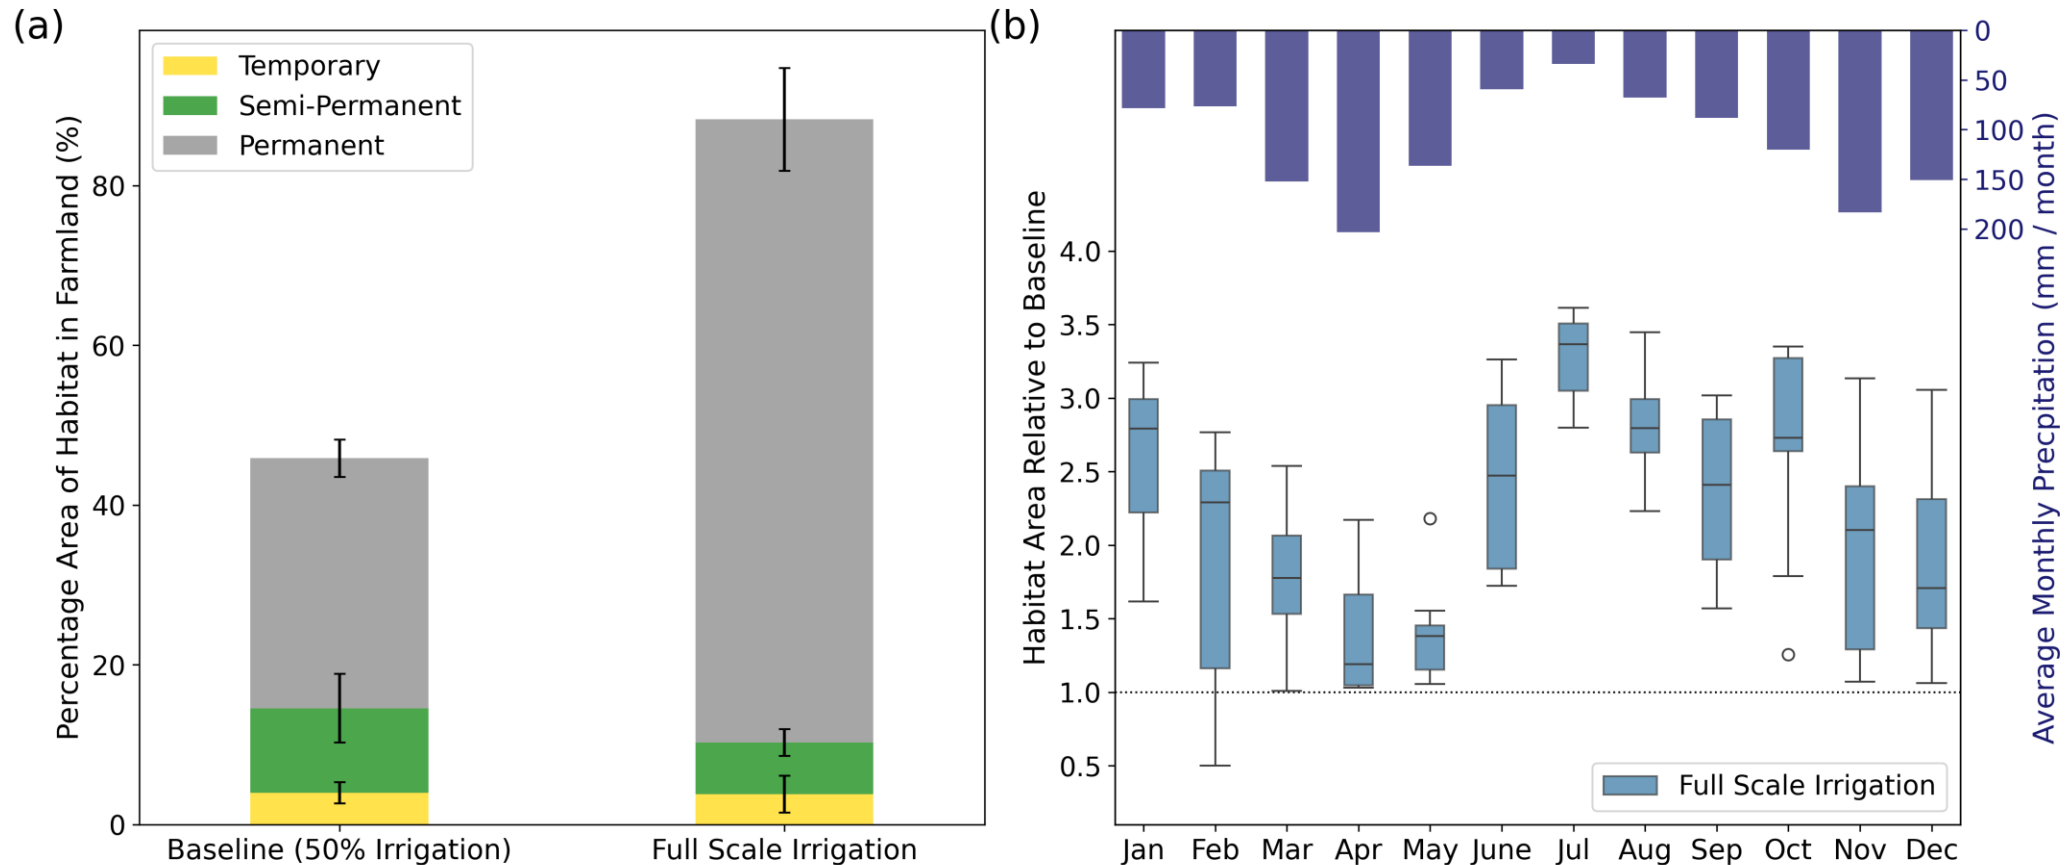 (a)
Temporary
Semi-Permanent
Permanent
Percentage Area of Habitat in Farmland (%)
80
60
40
20
0
Baseline (50% Irrigation)
Full Scale Irrigation
(b)
Habitat Area Relative to Baseline
4.0
3.5
3.0
2.5
2.0
1.5
1.0
0.5
0
50
100
150
200
Average Monthly Precpitation (mm / month)
Full Scale Irrigation
Jan Feb Mar Apr May June Jul Aug Sep Oct Nov Dec